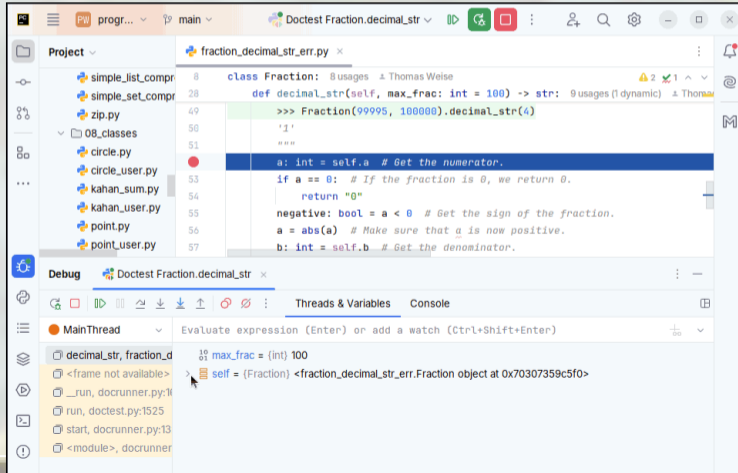 PC
PW progr...
main
Doctest Fraction.decimal_str
Project
fraction_decimal_str_err.py
simple_list_compr
simple_set_compr
zip.py
08_classes
circle.py
circle_user.py
kahan_sum.py
kahan_user.py
point.py
point_user.py
8 class Fraction: 8 usages Thomas Weise
2 1
28 def decimal_str(self, max_frac: int = 100) -> str: 9 usages (1 dynamic) Thomas
49 >>> Fraction(99995, 100000).decimal_str(4)
50 '1'
51 """
a: int = self.a # Get the numerator.
53 if a == 0: # If the fraction is 0, we return 0.
54 return "0"
55 negative: bool = a < 0 # Get the sign of the fraction.
56 a = abs(a) # Make sure that a is now positive.
57 b: int = self.b # Get the denominator.
Debug
Doctest Fraction.decimal_str
Threads & Variables
Console
MainThread
Evaluate expression (Enter) or add a watch (Ctrl+Shift+Enter)
decimal_str, fraction_d
<frame not available>
__run, docrunner.py:1
run, doctest.py:1525
start, docrunner.py:13
<module>, docrunner
max_frac = {int} 100
self = {Fraction} <fraction_decimal_str_err.Fraction object at 0x70307359c5f0>